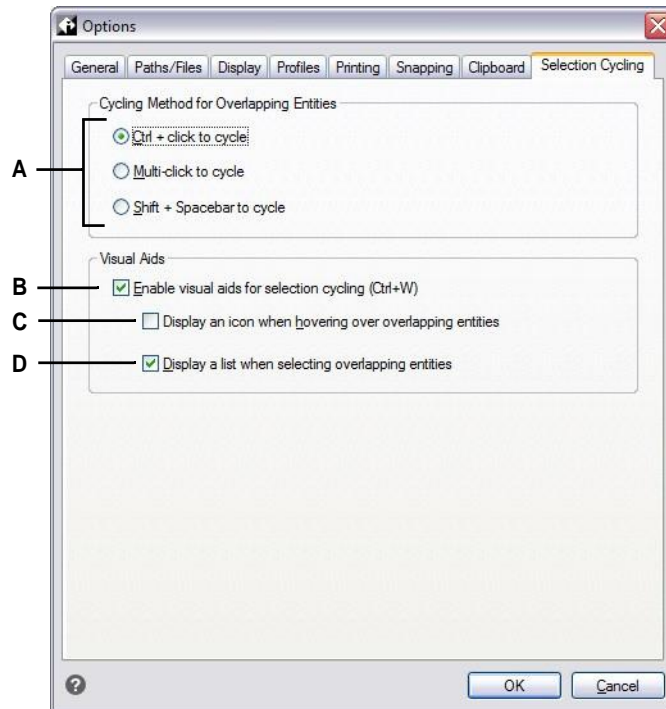 Options
General Paths/Files Display Profiles Printing Snapping Clipboard Selection Cycling
Cycling Method for Overlapping Entities
Ctrl + click to cycle
A Multi-click to cycle
Shift + Spacebar to cycle
Visual Aids
B Enable visual aids for selection cycling (Ctrl+W)
C Display an icon when hovering over overlapping entities
D Display a list when selecting overlapping entities
? OK Cancel